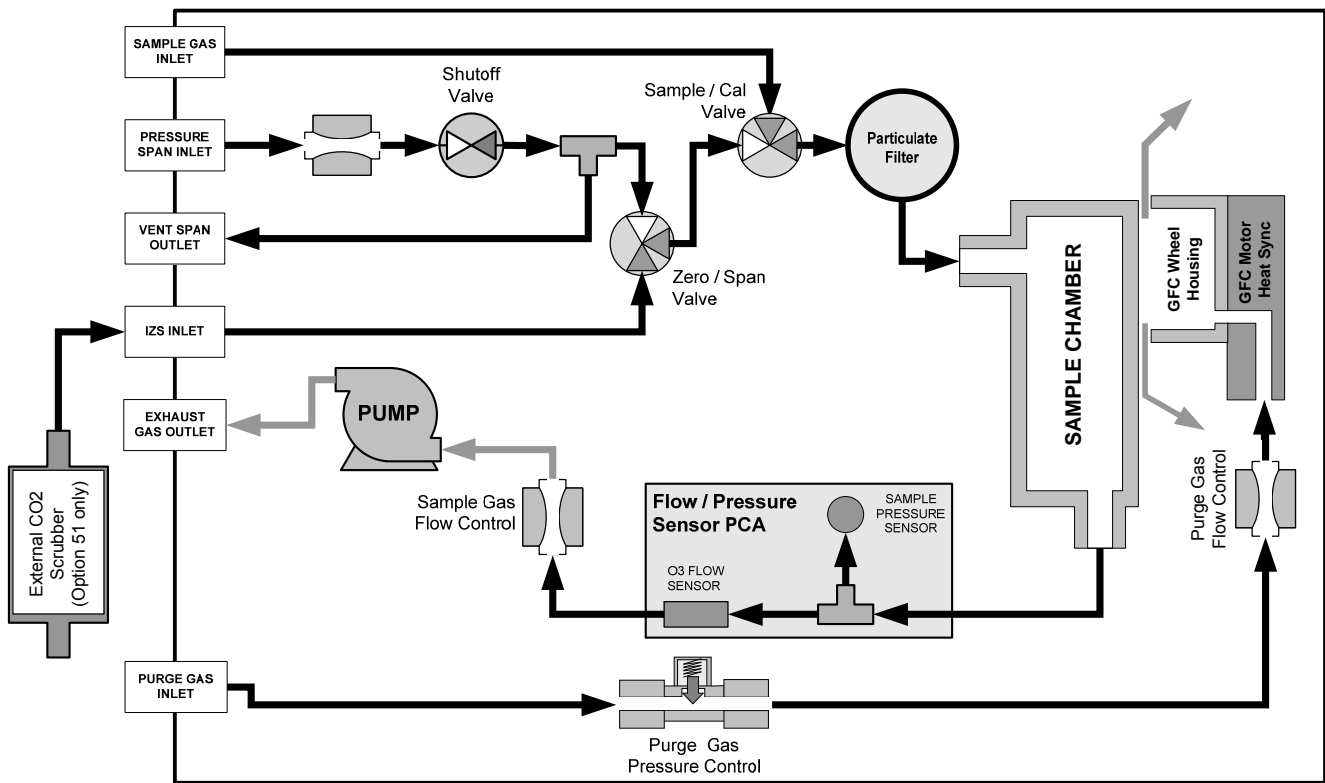 SAMPLE GAS
INLET
Shutoff
Valve
Sample / Cal
Valve
PRESSURE
SPAN INLET
Particulate
Filter
VENT SPAN
OUTLET
Zero / Span
Valve
IZS INLET
SAMPLE CHAMBER
GFC Wheel
Housing
GFC Motor
Heat Sync
EXHAUST
GAS OUTLET
PUMP
Sample Gas
Flow Control
Flow / Pressure
Sensor PCA
SAMPLE
PRESSURE
SENSOR
O3 FLOW
SENSOR
Purge Gas
Flow Control
External CO2
Scrubber
(Option 51 only)
PURGE GAS
INLET
Purge Gas
Pressure Control